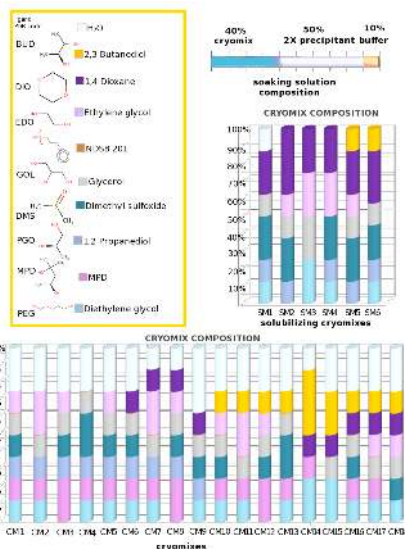 H₂O
BUD
2,3 Butanediol
DIO
1,4 Dioxane
Ethylene glycol
EDO
NDSB 201
GOL
Glycerol
DMS
Dimethyl sulfoxide
PGO
1,2 Propanediol
MPD
MPD
PEG
Diethylene glycol
40% 50% 10%
cryomix 2X precipitant buffer
soaking solution
composition
CRYOMIX COMPOSITION
100%
90%
80%
70%
60%
50%
40%
30%
20%
10%
SM1 SM2 SM3 SM4 SM5 SM6
solubilizing cryomixes
CRYOMIX COMPOSITION
CM1 CM2 CM3 CM4 CM5 CM6 CM7 CM8 CM9 CM10 CM11 CM12 CM13 CM14 CM15 CM16 CM17
cryomixes